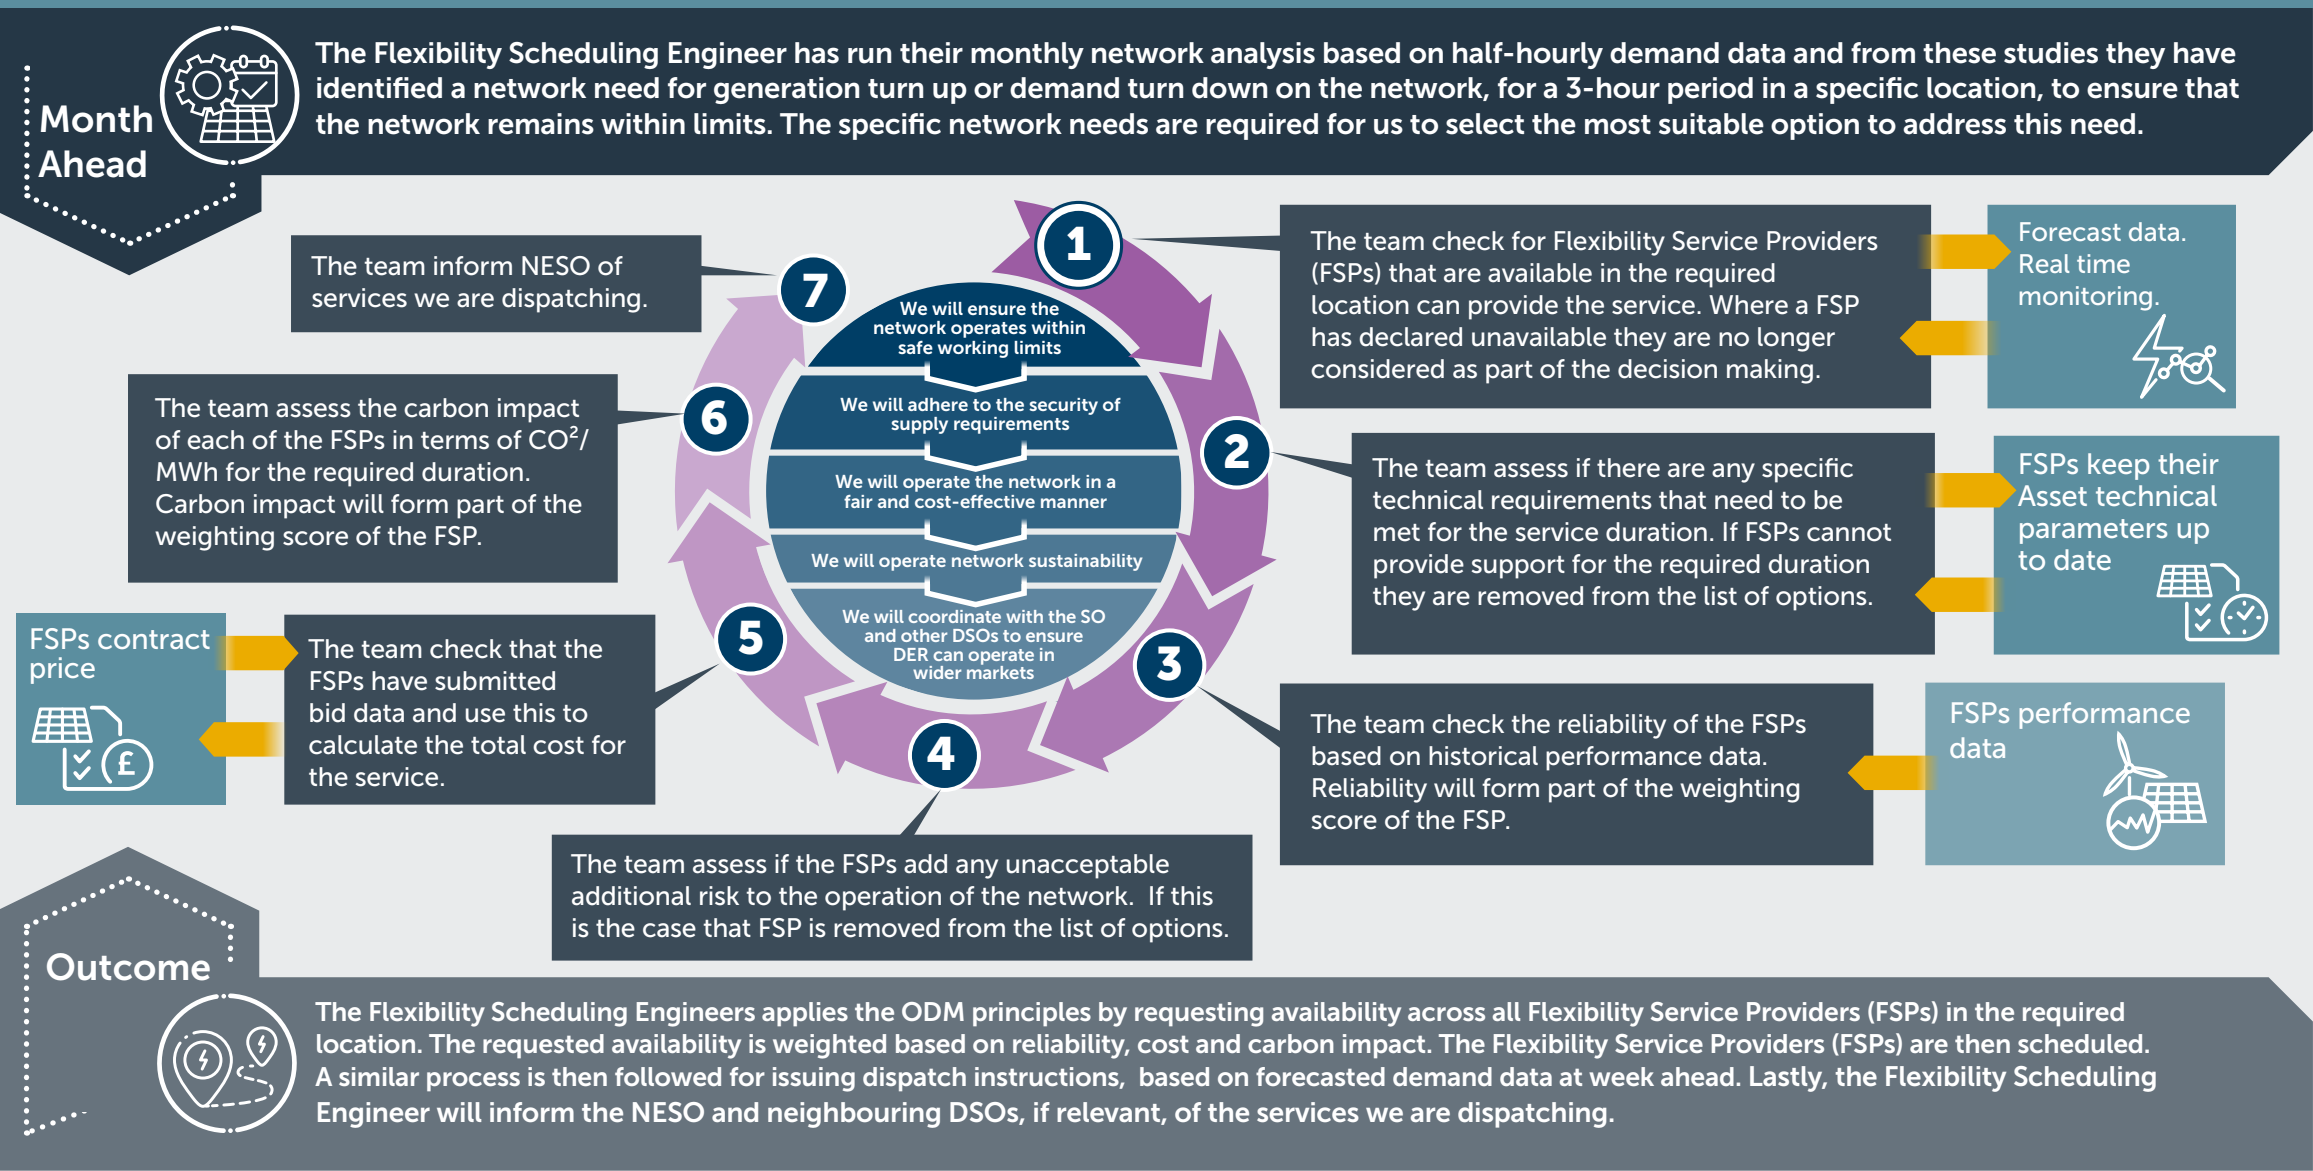 Month
Ahead
The Flexibility Scheduling Engineer has run their monthly network analysis based on half-hourly demand data and from these studies they have
identified a network need for generation turn up or demand turn down on the network, for a 3-hour period in a specific location, to ensure that
the network remains within limits. The specific network needs are required for us to select the most suitable option to address this need.
1
The team check for Flexibility Service Providers
(FSPs) that are available in the required
location can provide the service. Where a FSP
has declared unavailable they are no longer
considered as part of the decision making.
Forecast data.
Real time
monitoring.
2
The team assess if there are any specific
technical requirements that need to be
met for the service duration. If FSPs cannot
provide support for the required duration
they are removed from the list of options.
FSPs keep their
Asset technical
parameters up
to date
3
The team check the reliability of the FSPs
based on historical performance data.
Reliability will form part of the weighting
score of the FSP.
FSPs performance
data
4
The team assess if the FSPs add any unacceptable
additional risk to the operation of the network.  If this
is the case that FSP is removed from the list of options.
5
The team check that the
FSPs have submitted
bid data and use this to
calculate the total cost for
the service.
FSPs contract
price
£
6
The team assess the carbon impact
of each of the FSPs in terms of CO²/
MWh for the required duration.
Carbon impact will form part of the
weighting score of the FSP.
7
The team inform NESO of
services we are dispatching.
We will ensure the
network operates within
safe working limits
We will adhere to the security of
supply requirements
We will operate the network in a
fair and cost-effective manner
We will operate network sustainability
We will coordinate with the SO
and other DSOs to ensure
DER can operate in
wider markets
Outcome
The Flexibility Scheduling Engineers applies the ODM principles by requesting availability across all Flexibility Service Providers (FSPs) in the required
location. The requested availability is weighted based on reliability, cost and carbon impact. The Flexibility Service Providers (FSPs) are then scheduled.
A similar process is then followed for issuing dispatch instructions,  based on forecasted demand data at week ahead. Lastly, the Flexibility Scheduling
Engineer will inform the NESO and neighbouring DSOs, if relevant, of the services we are dispatching.